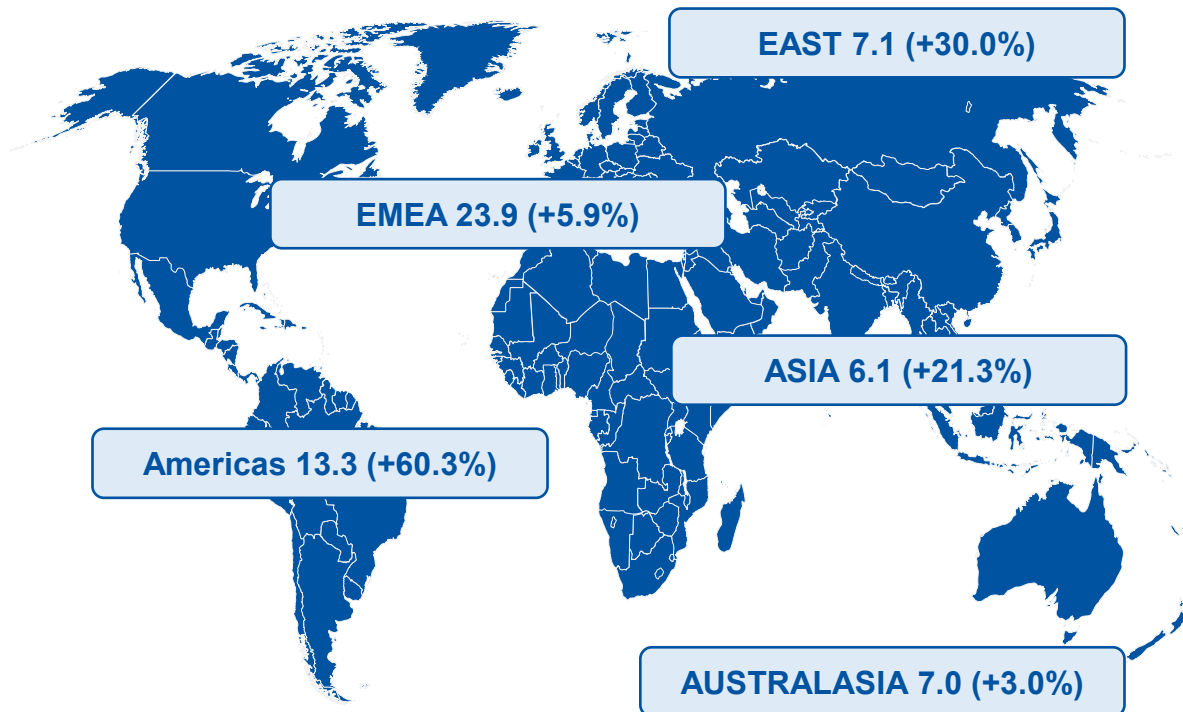 EAST 7.1 (+30.0%)
EMEA 23.9 (+5.9%)
ASIA 6.1 (+21.3%)
Americas 13.3 (+60.3%)
AUSTRALASIA 7.0 (+3.0%)